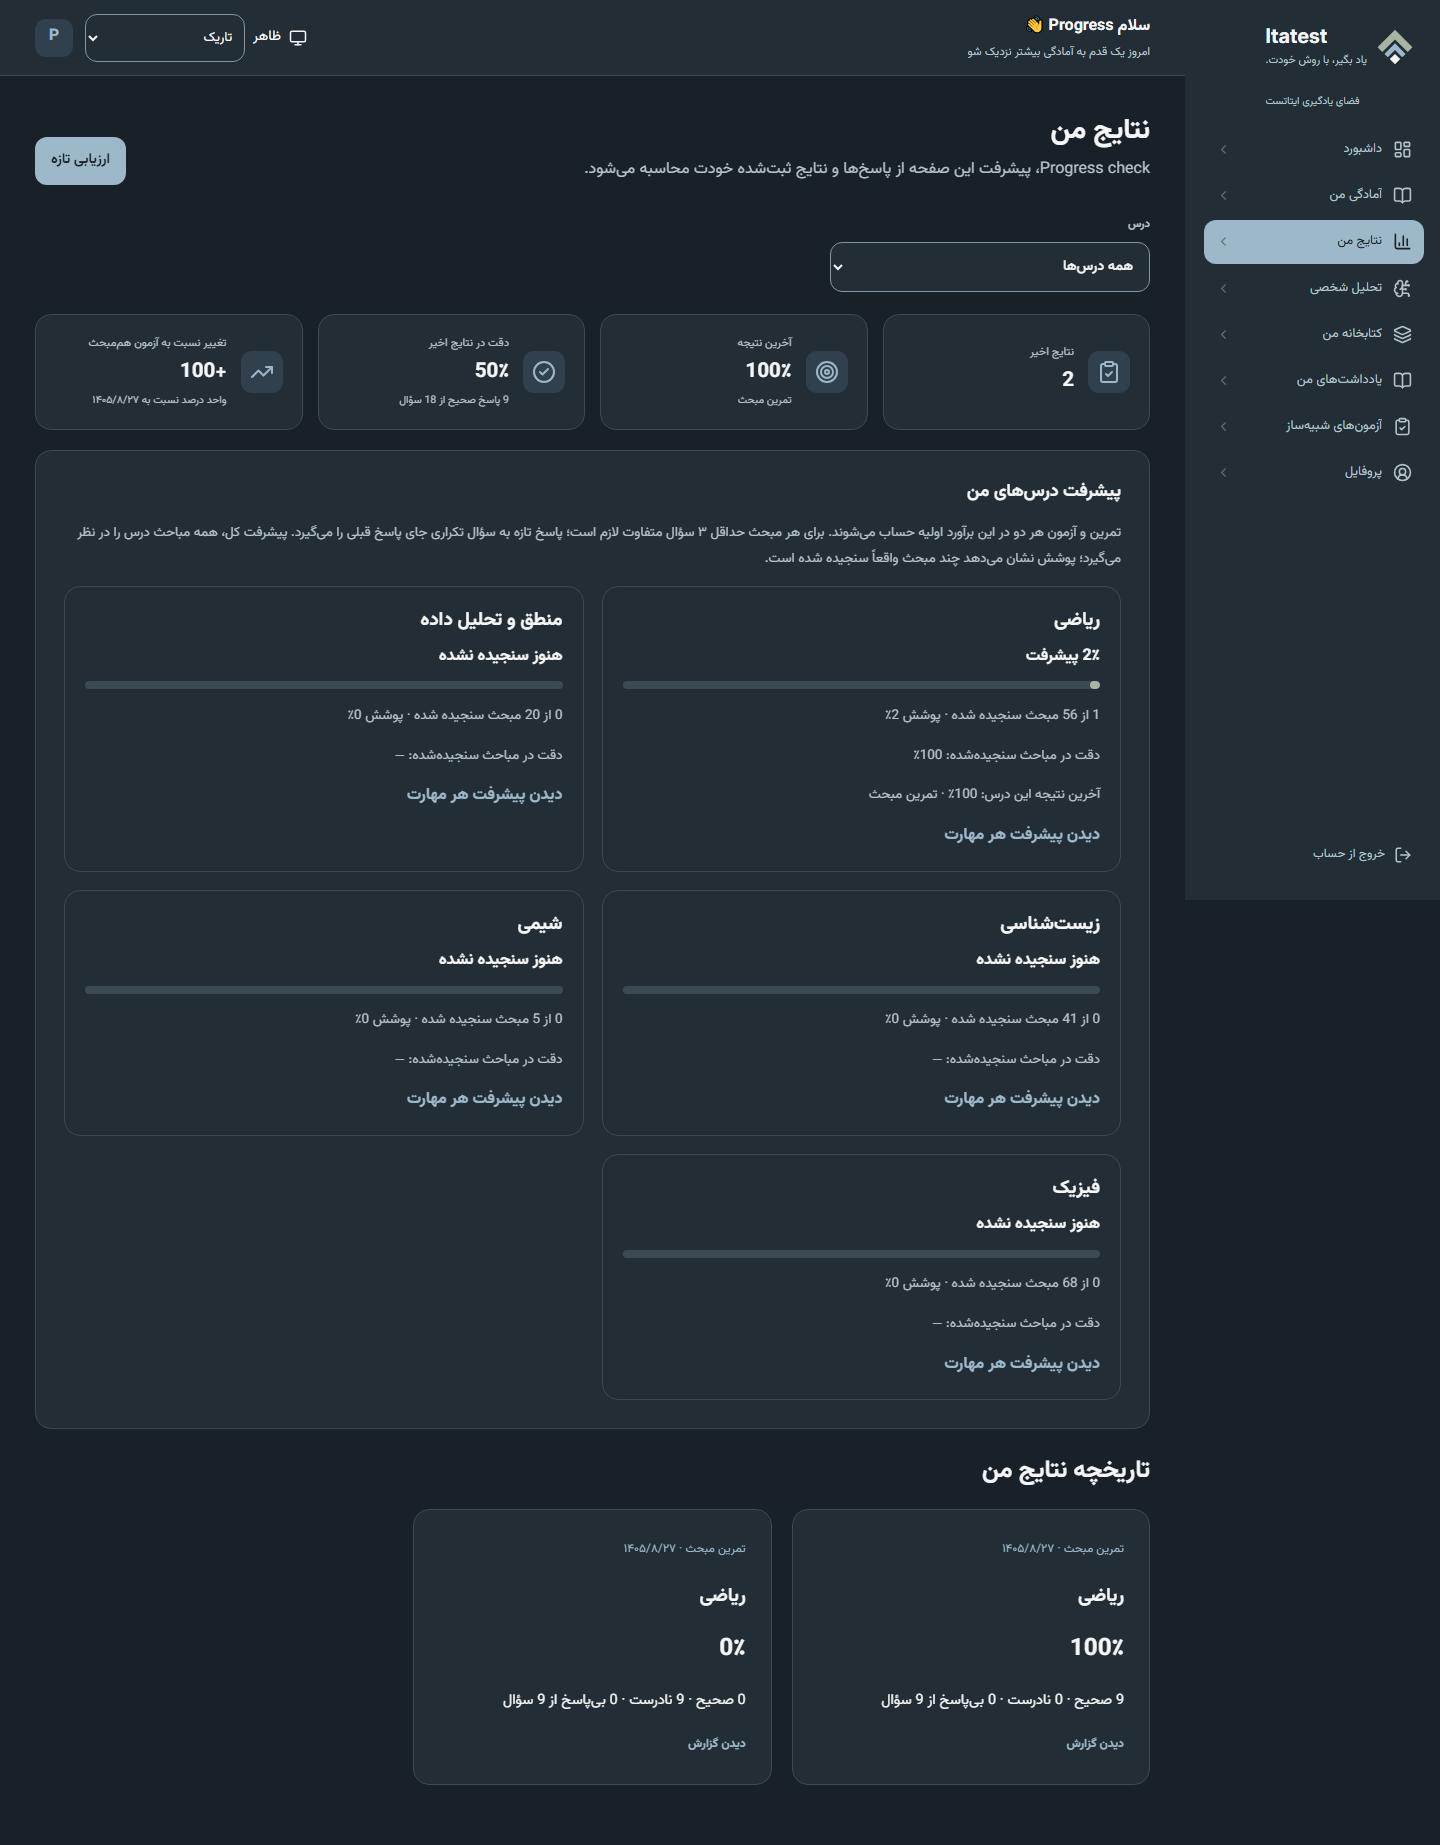 Itatest
یاد بگیر، با روش خودت.
فضای یادگیری ایتاتست
داشبورد
آمادگی من
نتایج من
تحلیل شخصی
کتابخانه من
یادداشت‌های من
آزمون‌های شبیه‌ساز
پروفایل
خروج از حساب
سلام Progress 👋
امروز یک قدم به آمادگی بیشتر نزدیک شو
ظاهر
تاریک
P
نتایج من
Progress check، پیشرفت این صفحه از پاسخ‌ها و نتایج ثبت‌شده خودت محاسبه می‌شود.
ارزیابی تازه
درس
همه درس‌ها
نتایج اخیر
2
آخرین نتیجه
100٪
تمرین مبحث
دقت در نتایج اخیر
50٪
9 پاسخ صحیح از 18 سؤال
تغییر نسبت به آزمون هم‌مبحث
+100
واحد درصد نسبت به ۱۴۰۵/۸/۲۷
پیشرفت درس‌های من
تمرین و آزمون هر دو در این برآورد اولیه حساب می‌شوند. برای هر مبحث حداقل ۳ سؤال متفاوت لازم است؛ پاسخ تازه به سؤال تکراری جای پاسخ قبلی را می‌گیرد. پیشرفت کل، همه مباحث درس را در نظر
می‌گیرد؛ پوشش نشان می‌دهد چند مبحث واقعاً سنجیده شده است.
ریاضی
2٪ پیشرفت
1 از 56 مبحث سنجیده شده · پوشش 2٪
دقت در مباحث سنجیده‌شده: 100٪
آخرین نتیجه این درس: 100٪ · تمرین مبحث
دیدن پیشرفت هر مهارت
منطق و تحلیل داده
هنوز سنجیده نشده
0 از 20 مبحث سنجیده شده · پوشش 0٪
دقت در مباحث سنجیده‌شده: —
دیدن پیشرفت هر مهارت
زیست‌شناسی
هنوز سنجیده نشده
0 از 41 مبحث سنجیده شده · پوشش 0٪
دقت در مباحث سنجیده‌شده: —
دیدن پیشرفت هر مهارت
شیمی
هنوز سنجیده نشده
0 از 5 مبحث سنجیده شده · پوشش 0٪
دقت در مباحث سنجیده‌شده: —
دیدن پیشرفت هر مهارت
فیزیک
هنوز سنجیده نشده
0 از 68 مبحث سنجیده شده · پوشش 0٪
دقت در مباحث سنجیده‌شده: —
دیدن پیشرفت هر مهارت
تاریخچه نتایج من
تمرین مبحث · ۱۴۰۵/۸/۲۷
ریاضی
100٪
9 صحیح · 0 نادرست · 0 بی‌پاسخ از 9 سؤال
دیدن گزارش
تمرین مبحث · ۱۴۰۵/۸/۲۷
ریاضی
0٪
0 صحیح · 9 نادرست · 0 بی‌پاسخ از 9 سؤال
دیدن گزارش